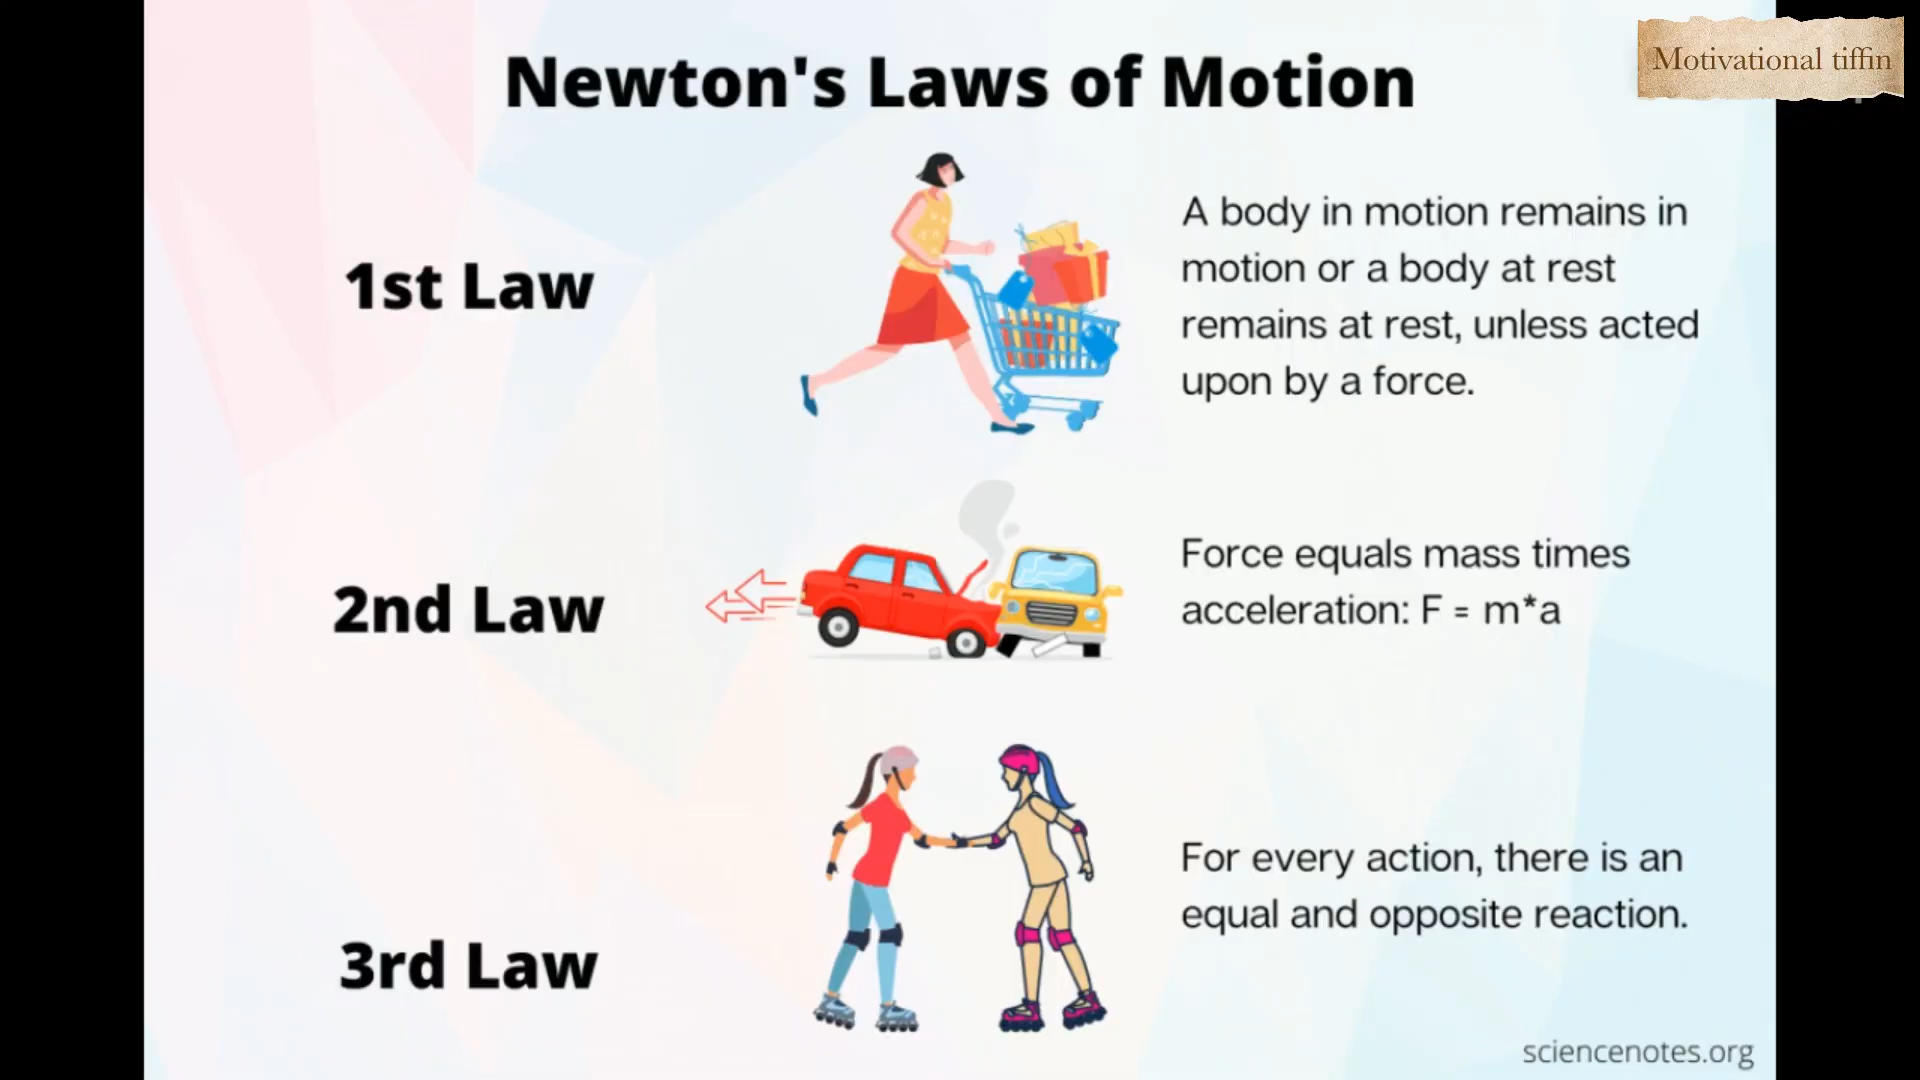 Newton's Laws of Motion
Motivational tiffin
1st Law
A body in motion remains in
motion or a body at rest
remains at rest, unless acted
upon by a force.
2nd Law
Force equals mass times
acceleration: F = m*a
3rd Law
For every action, there is an
equal and opposite reaction.
sciencenotes.org